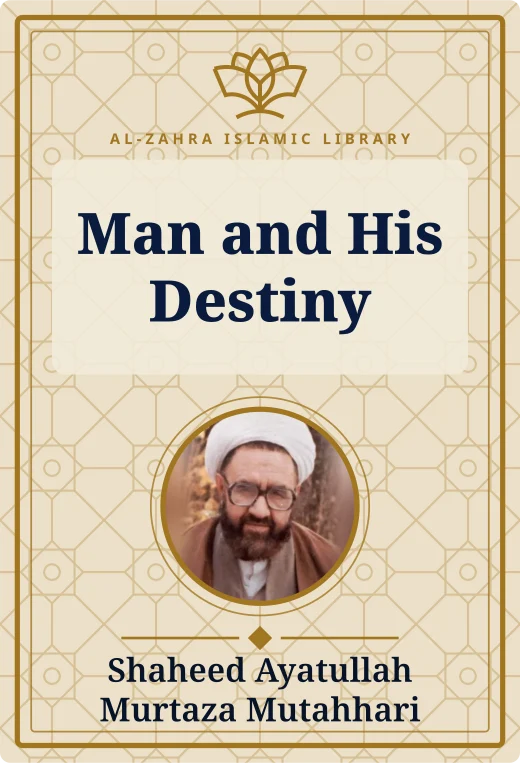 AL-ZAHRA ISLAMIC LIBRARY
Man and His
Destiny
Shaheed Ayatullah
Murtaza Mutahhari